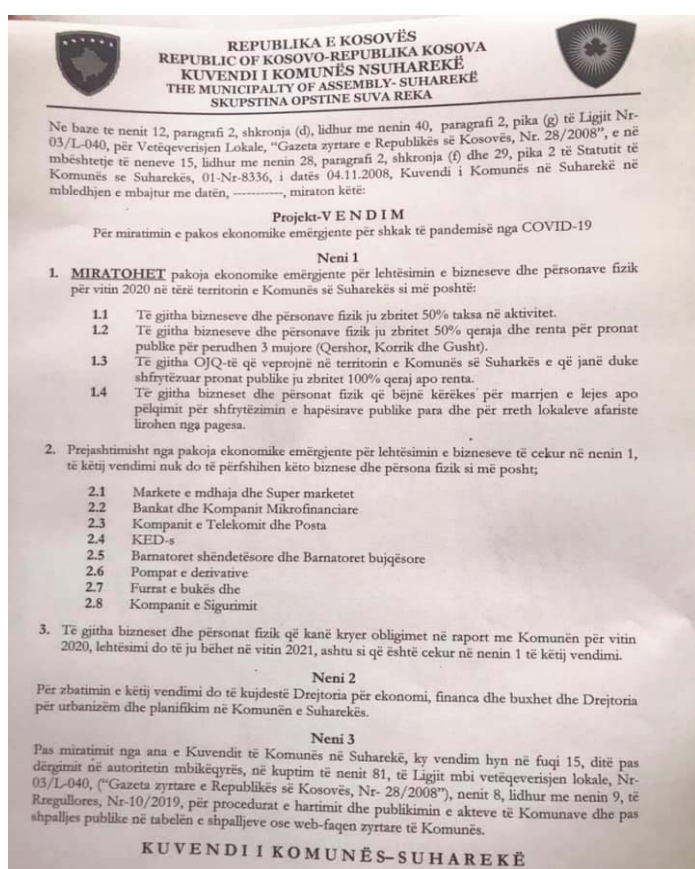 REPUBLIKA E KOSOVËS
REPUBLIC OF KOSOVO-REPUBLIKA KOSOVA
KUVENDI I KOMUNËS NSUHAREKË
THE MUNICIPALTY OF ASSEMBLY- SUHAREKË
SKUPSTINA OPSTINE SUVA REKA
Ne baze te nenit 12, paragrafi 2, shkronja (d), lidhur me nenin 40, paragrafi 2, pika (g) të Ligjit Nr-
03/L-040, për Vetëqeverisjen Lokale, “Gazeta zyrtare e Republikës së Kosovës, Nr. 28/2008”, e në
mbështetje të neneve 15, lidhur me nenin 28, paragrafi 2, shkronja (f) dhe 29, pika 2 të Statutit të
Komunës se Suharekës, 01-Nr-8336, i datës 04.11.2008, Kuvendi i Komunës në Suharekë në
mbledhjen e mbajtur me datën, -----------, miraton këtë:
Projekt-V E N D I M
Për miratimin e pakos ekonomike emërgjente për shkak të pandemisë nga COVID-19
Neni 1
1. MIRATOHET pakoja ekonomike emërgjente për lehtësimin e bizneseve dhe përsonave fizik
për vitin 2020 në tërë territorin e Komunës së Suharekës si më poshtë:
1.1 Të gjitha bizneseve dhe përsonave fizik ju zbritet 50% taksa në aktivitet.
1.2 Të gjitha bizneseve dhe përsonave fizik ju zbritet 50% qeraja dhe renta për pronat
publke për perudhen 3 mujore (Qershor, Korrik dhe Gusht).
1.3 Të gjitha OJQ-të që veprojnë në territorin e Komunës së Suharkës e që janë duke
shfrytëzuar pronat publike ju zbritet 100% qeraj apo renta.
1.4 Të gjitha bizneset dhe përsonat fizik që bëjnë kërëkes për marrjen e lejes apo
pëlqimit për shfrytëzimin e hapësirave publike para dhe për rreth lokaleve afariste
lirohen nga pagesa.
2. Prejashtimisht nga pakoja ekonomike emërgjente për lehtësimin e bizneseve të cekur në nenin 1,
të këtij vendimi nuk do të përfshihen këto biznese dhe përsona fizik si më posht;
2.1 Markete e mdhaja dhe Super marketet
2.2 Bankat dhe Kompanit Mikrofinanciare
2.3 Kompanit e Telekomit dhe Posta
2.4 KED-s
2.5 Barnatoret shëndetësore dhe Barnatoret bujqësore
2.6 Pompat e derivative
2.7 Furrat e bukës dhe
2.8 Kompanit e Sigurimit
3. Të gjitha bizneset dhe përsonat fizik që kanë kryer obligimet në raport me Komunën për vitin
2020, lehtësimi do të ju bëhet në vitin 2021, ashtu si që është cekur në nenin 1 të këtij vendimi.
Neni 2
Për zbatimin e këtij vendimi do të kujdestë Drejtoria për ekonomi, financa dhe buxhet dhe Drejtoria
për urbanizëm dhe planifikim në Komunën e Suharekës.
Neni 3
Pas miratimit nga ana e Kuvendit të Komunës në Suharekë, ky vendim hyn në fuqi 15, ditë pas
dërgimit në autoritetin mbikëqyrës, në kuptim të nenit 81, të Ligjit mbi vetëqeverisjen lokale, Nr-
03/L-040, (“Gazeta zyrtare e Republikës së Kosovës, Nr- 28/2008”), nenit 8, lidhur me nenin 9, të
Rregullores, Nr-10/2019, për procedurat e hartimit dhe publikimin e akteve të Komunave dhe pas
shpalljes publike në tabelën e shpalljeve ose web-faqen zyrtare të Komunës.
KUVENDI I KOMUNËS–SUHAREKË